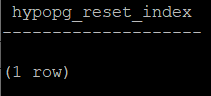 hypopg_reset_index
--------------------
(1 row)